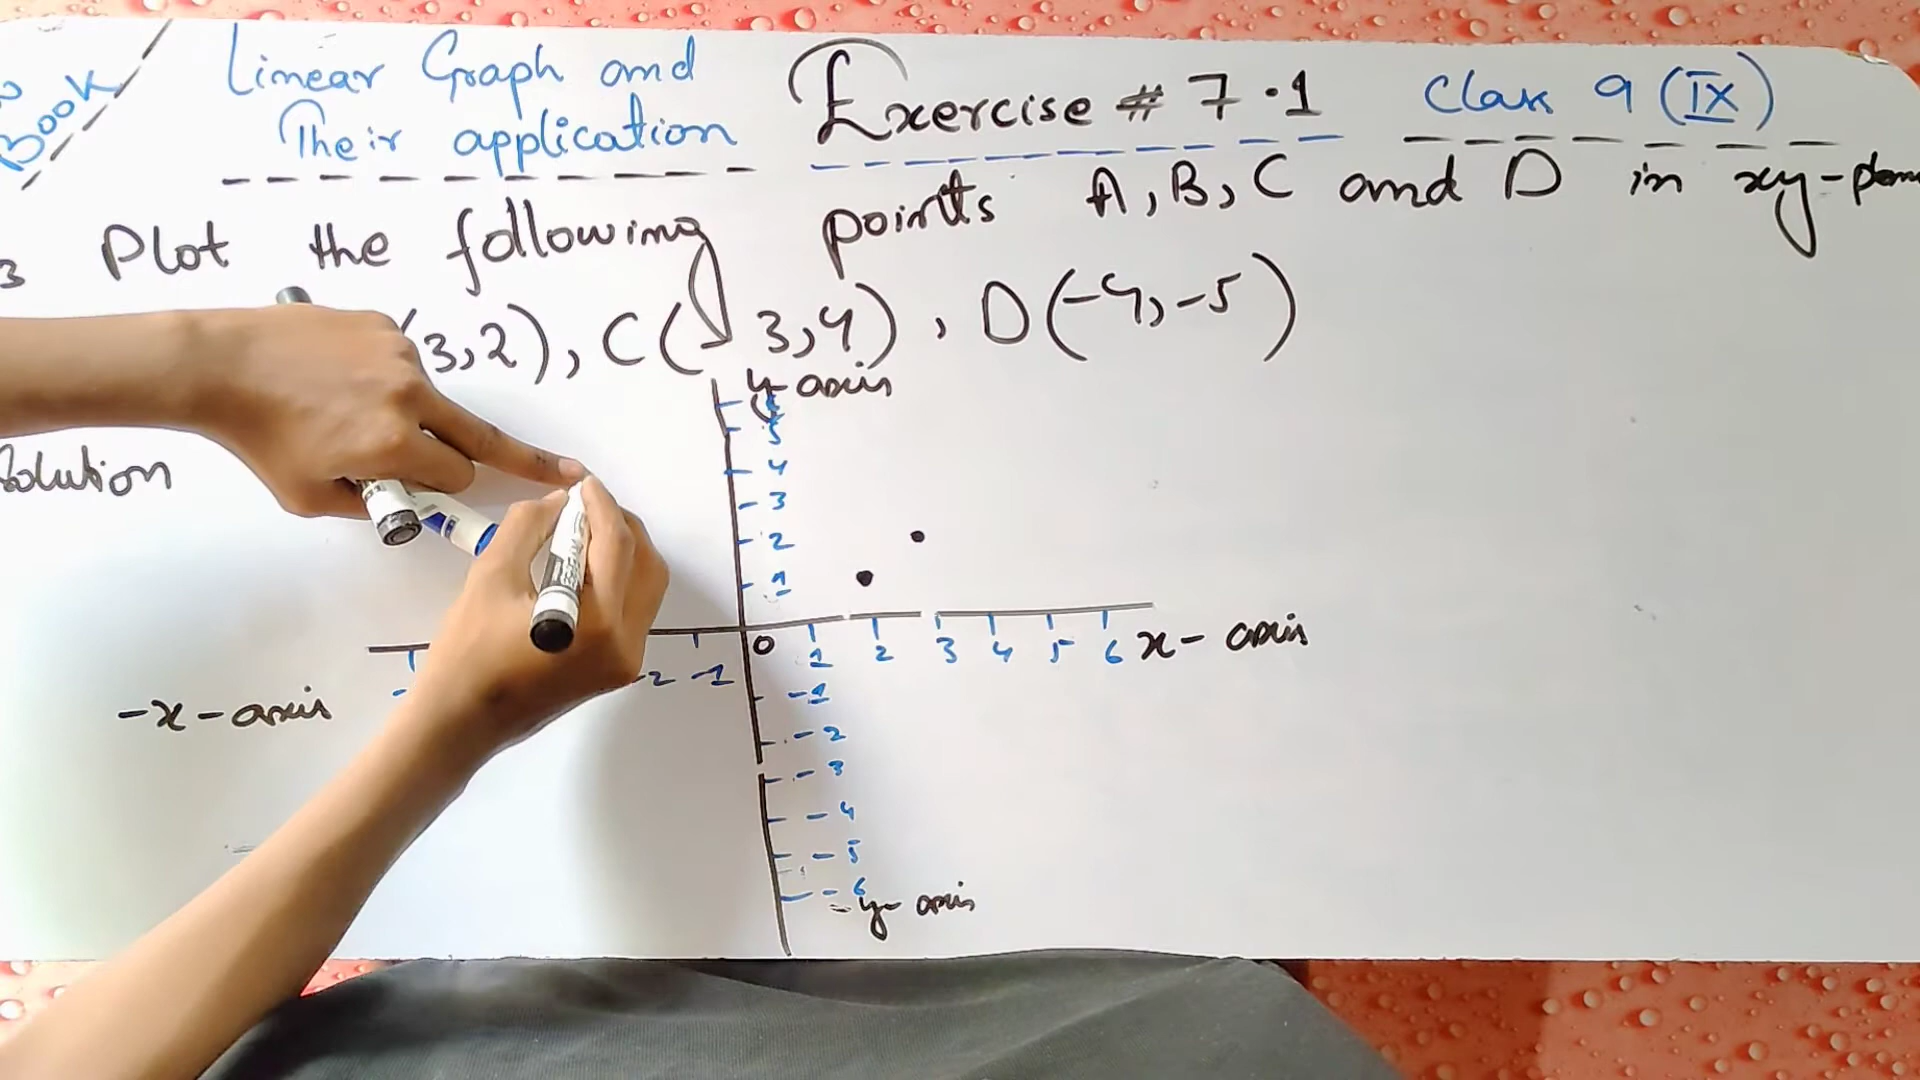 Book
Linear Graph and
Their application
Exercise # 7.1
Class 9 (IX)
3 Plot the following points A, B, C and D in xy-plan
(3,2), C( 3,4), D(-4,-5)
y-axis
Solution
5
4
3
2
1
0 1 2 3 4 5 6 x-axis
-2 -1
-x-axis
-1
-2
-3
-4
-5
-6
-y-axis